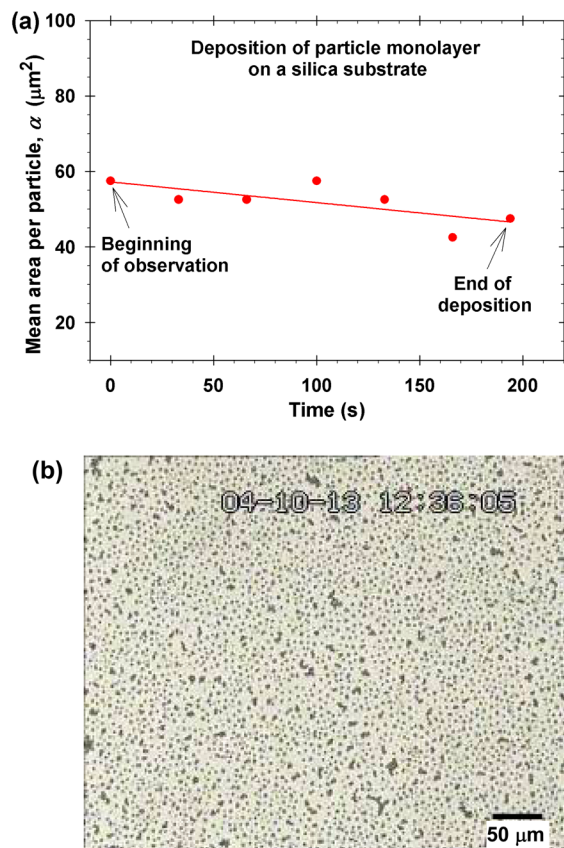 (a)
100
80
60
40
20
Mean area per particle, α (μm²)
Deposition of particle monolayer
on a silica substrate
Beginning
of observation
End of
deposition
0
50
100
150
200
Time (s)
(b)
04-10-13 12:36:05
50 μm